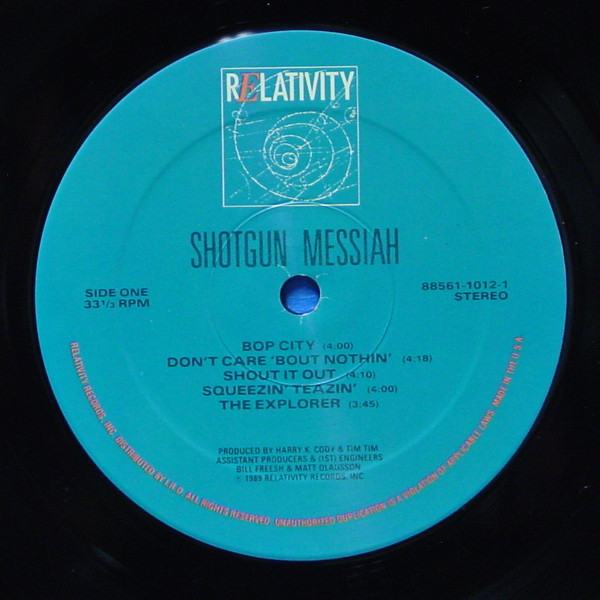 RELATIVITY
SHOTGUN MESSIAH
SIDE ONE
33 1/3 RPM
88561-1012-1
STEREO
BOP CITY (4:00)
DON'T CARE 'BOUT NOTHIN' (4:18)
SHOUT IT OUT (4:10)
SQUEEZIN' TEAZIN' (4:00)
THE EXPLORER (3:45)
PRODUCED BY HARRY K. CODY & TIM TIM
ASSISTANT PRODUCERS & (1ST) ENGINEERS
BILL FREESH & MATT OLAUSSON
℗ 1989 RELATIVITY RECORDS, INC
RELATIVITY RECORDS, INC. DISTRIBUTED BY I.R.D. ALL RIGHTS RESERVED. UNAUTHORIZED DUPLICATION IS A VIOLATION OF APPLICABLE LAWS. MADE IN THE U.S.A.